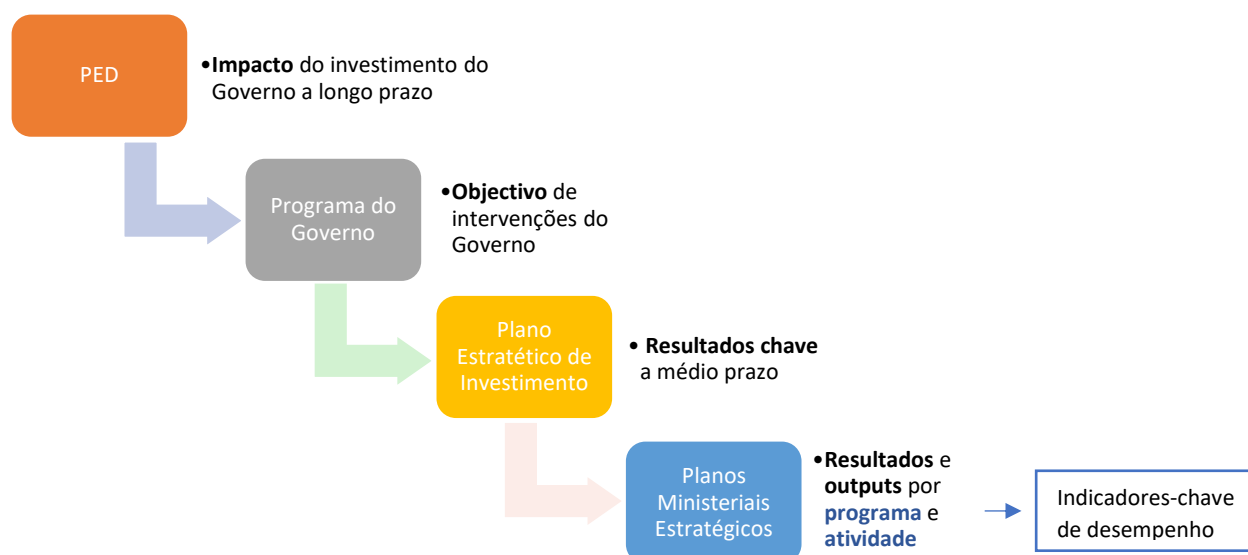 PED
•Impacto do investimento do
Governo a longo prazo
Programa do
Governo
•Objectivo de
intervenções do
Governo
Plano
Estratético de
Investimento
• Resultados chave
a médio prazo
Planos
Ministeriais
Estratégicos
•Resultados e
outputs por
programa e
atividade
Indicadores-chave
de desempenho